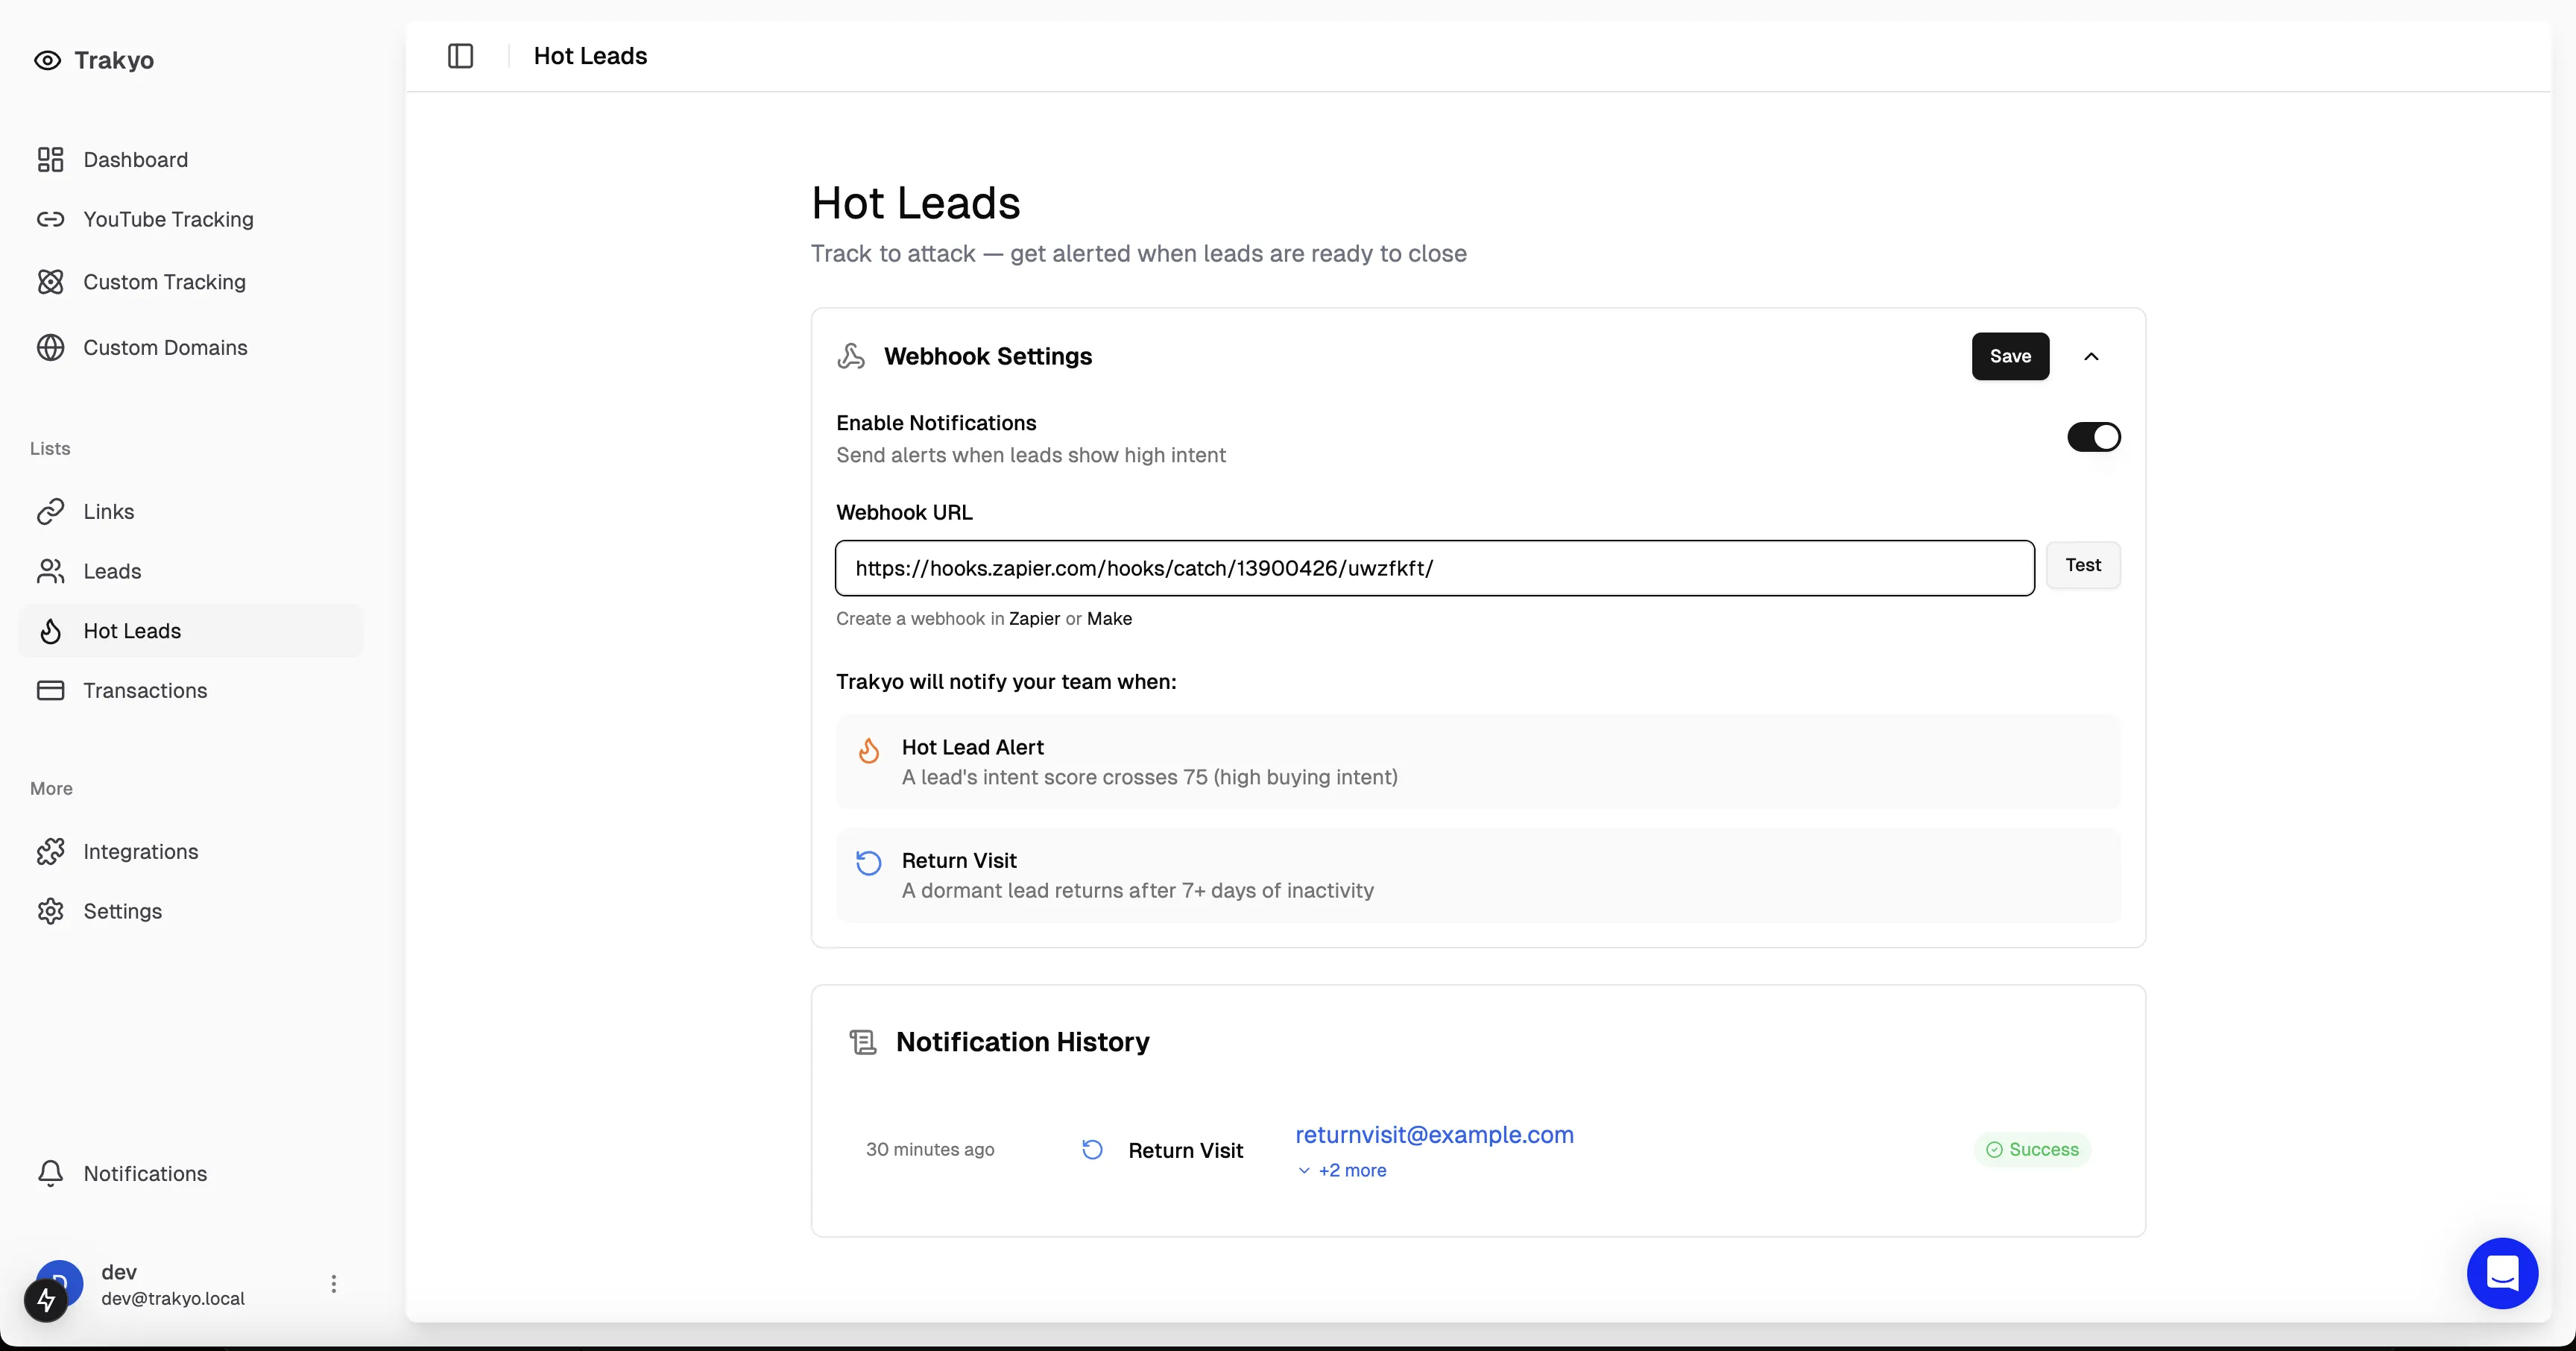 Trakyo
Dashboard
YouTube Tracking
Custom Tracking
Custom Domains
Lists
Links
Leads
Hot Leads
Transactions
More
Integrations
Settings
Notifications
D
dev
dev@trakyo.local
Hot Leads
Hot Leads
Track to attack — get alerted when leads are ready to close
Webhook Settings
Save
Enable Notifications
Send alerts when leads show high intent
Webhook URL
https://hooks.zapier.com/hooks/catch/13900426/uwzfkft/
Test
Create a webhook in Zapier or Make
Trakyo will notify your team when:
Hot Lead Alert
A lead's intent score crosses 75 (high buying intent)
Return Visit
A dormant lead returns after 7+ days of inactivity
Notification History
30 minutes ago
Return Visit
returnvisit@example.com
+2 more
Success